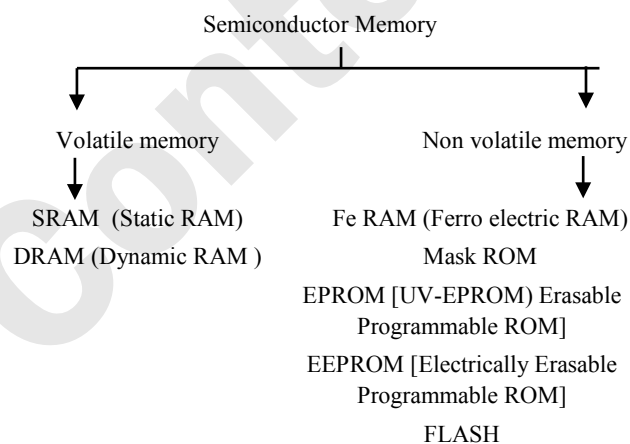 Semiconductor Memory
Volatile memory
Non volatile memory
SRAM (Static RAM)
DRAM (Dynamic RAM )
Fe RAM (Ferro electric RAM)
Mask ROM
EPROM [UV-EPROM) Erasable
Programmable ROM]
EEPROM [Electrically Erasable
Programmable ROM]
FLASH